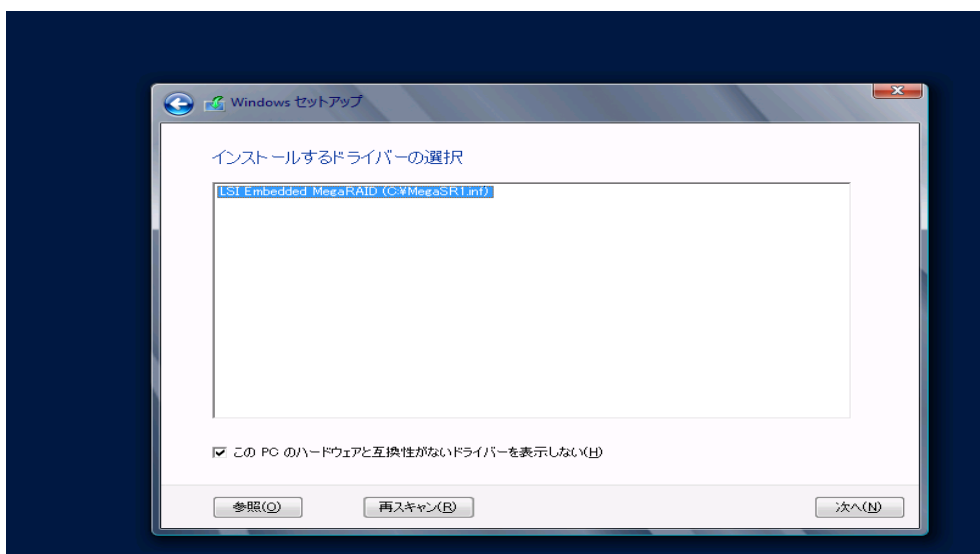 Windows セットアップ
インストールするドライバーの選択
LSI Embedded MegaRAID (C:¥MegaSR1.inf)
この PC のハードウェアと互換性がないドライバーを表示しない(H)
参照(O)
再スキャン(R)
次へ(N)